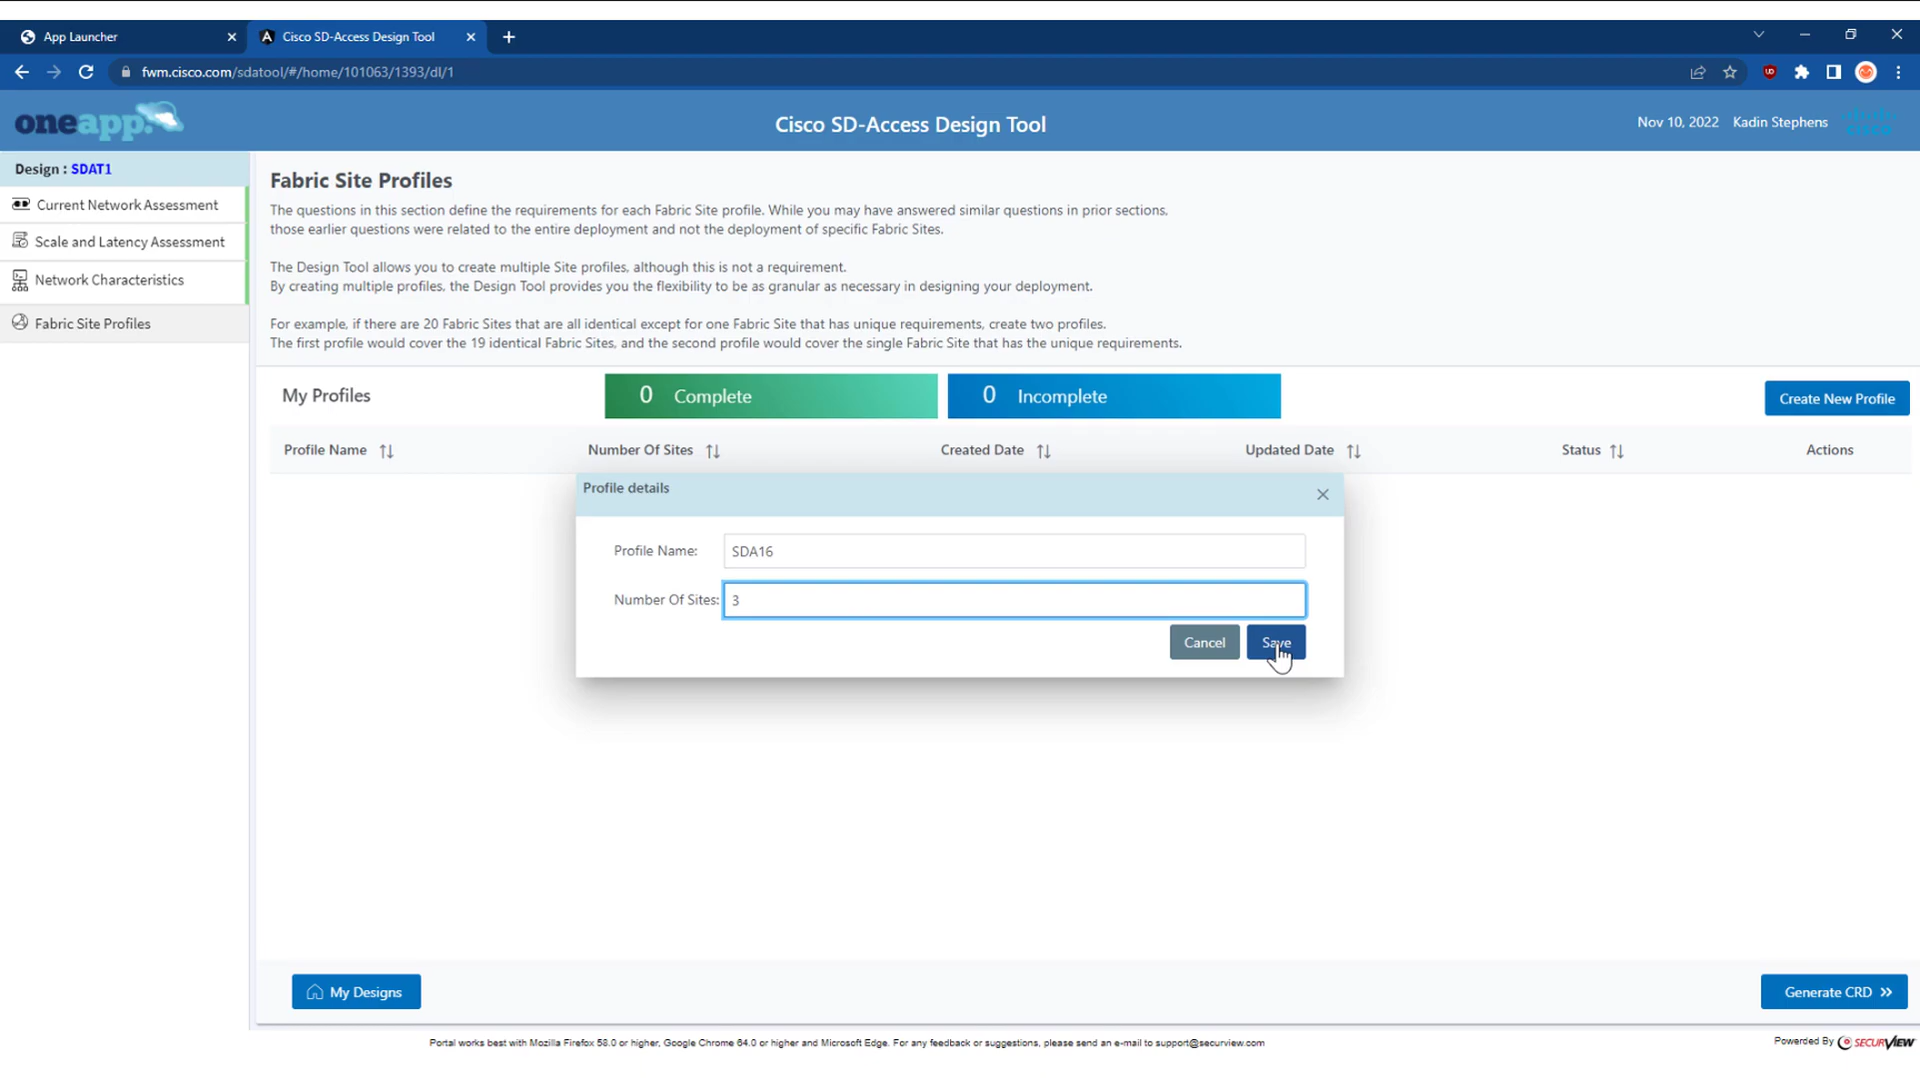 App Launcher
Cisco SD-Access Design Tool
fwm.cisco.com/sdatool/#/home/101063/1393/dl/1
oneapp.
Cisco SD-Access Design Tool
Nov 10, 2022 Kadin Stephens
cisco
Design : SDAT1
Current Network Assessment
Scale and Latency Assessment
Network Characteristics
Fabric Site Profiles
Fabric Site Profiles
The questions in this section define the requirements for each Fabric Site profile. While you may have answered similar questions in prior sections,
those earlier questions were related to the entire deployment and not the deployment of specific Fabric Sites.
The Design Tool allows you to create multiple Site profiles, although this is not a requirement.
By creating multiple profiles, the Design Tool provides you the flexibility to be as granular as necessary in designing your deployment.
For example, if there are 20 Fabric Sites that are all identical except for one Fabric Site that has unique requirements, create two profiles.
The first profile would cover the 19 identical Fabric Sites, and the second profile would cover the single Fabric Site that has the unique requirements.
My Profiles
0 Complete
0 Incomplete
Create New Profile
Profile Name
Number Of Sites
Created Date
Updated Date
Status
Actions
Profile details
Profile Name: SDA16
Number Of Sites: 3
Cancel
Save
My Designs
Generate CRD
Portal works best with Mozilla Firefox 58.0 or higher, Google Chrome 64.0 or higher and Microsoft Edge. For any feedback or suggestions, please send an e-mail to support@securview.com
Powerded By SECURVIEW